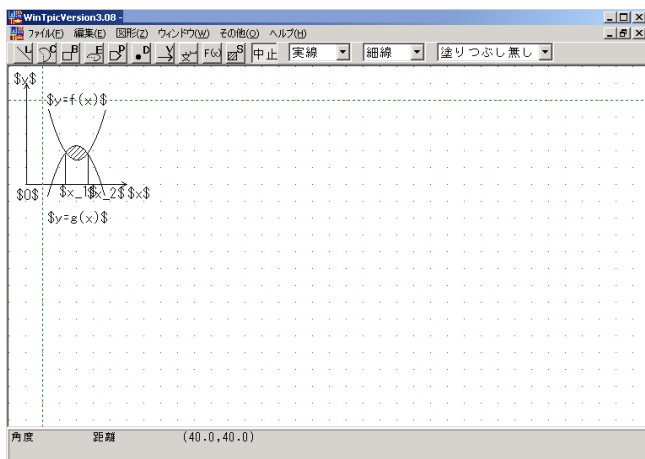 WinTpicVersion3.08 -
ファイル(F) 編集(E) 図形(Z) ウィンドウ(W) その他(O) ヘルプ(H)
L C B E P D V F(x) S 中止 実線 細線 塗りつぶし無し
$y$
$y=f(x)$
$O$ $x_1$ $x_2$ $x$
$y=g(x)$
角度 距離 (40.0,40.0)